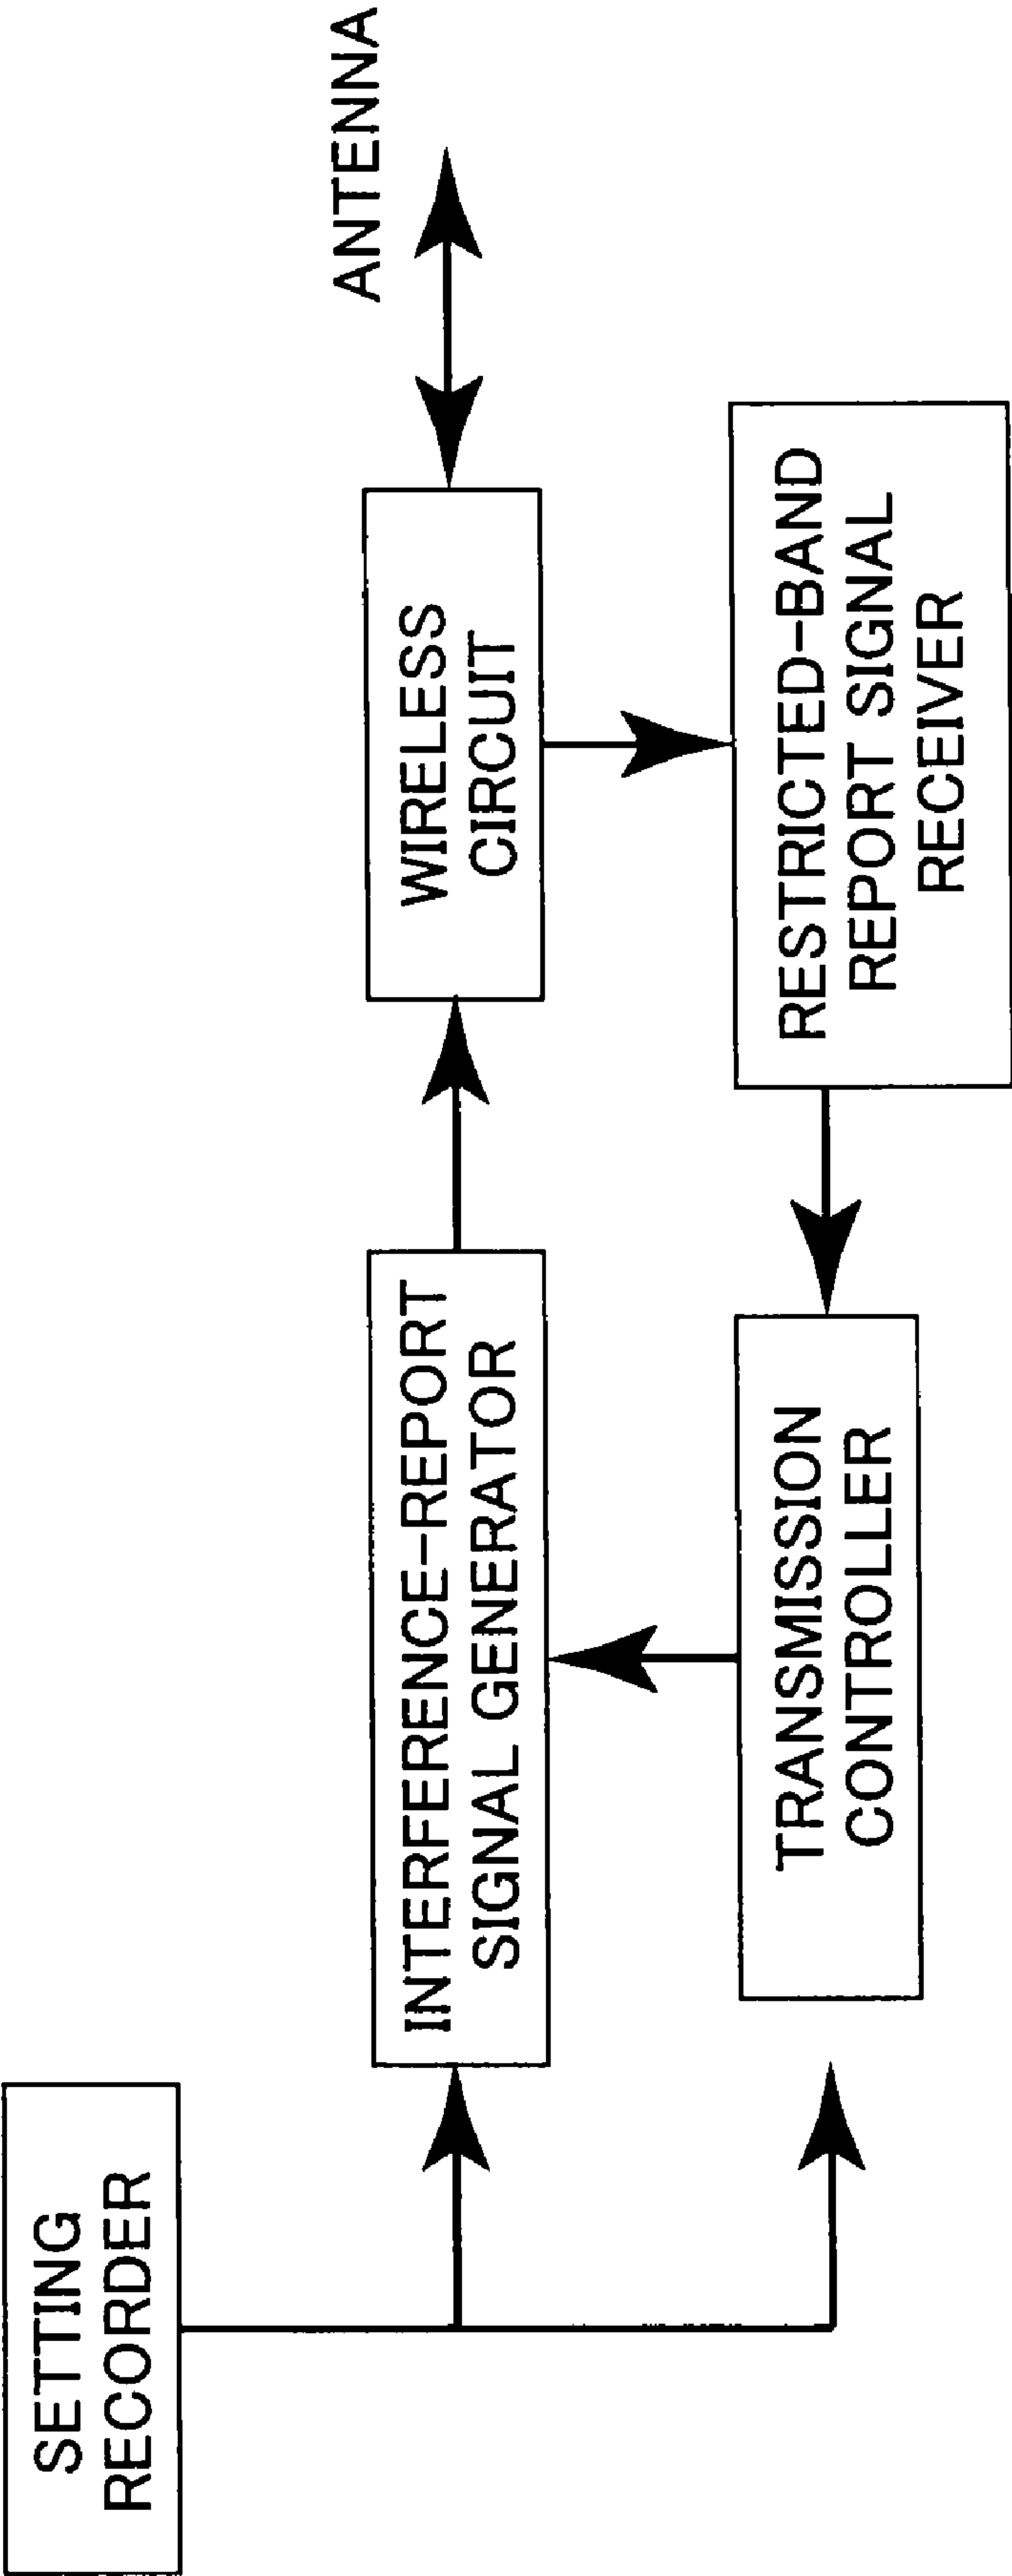 SETTING
RECORDER
INTERFERENCE-REPORT
SIGNAL GENERATOR
WIRELESS
CIRCUIT
ANTENNA
TRANSMISSION
CONTROLLER
RESTRICTED-BAND
REPORT SIGNAL
RECEIVER